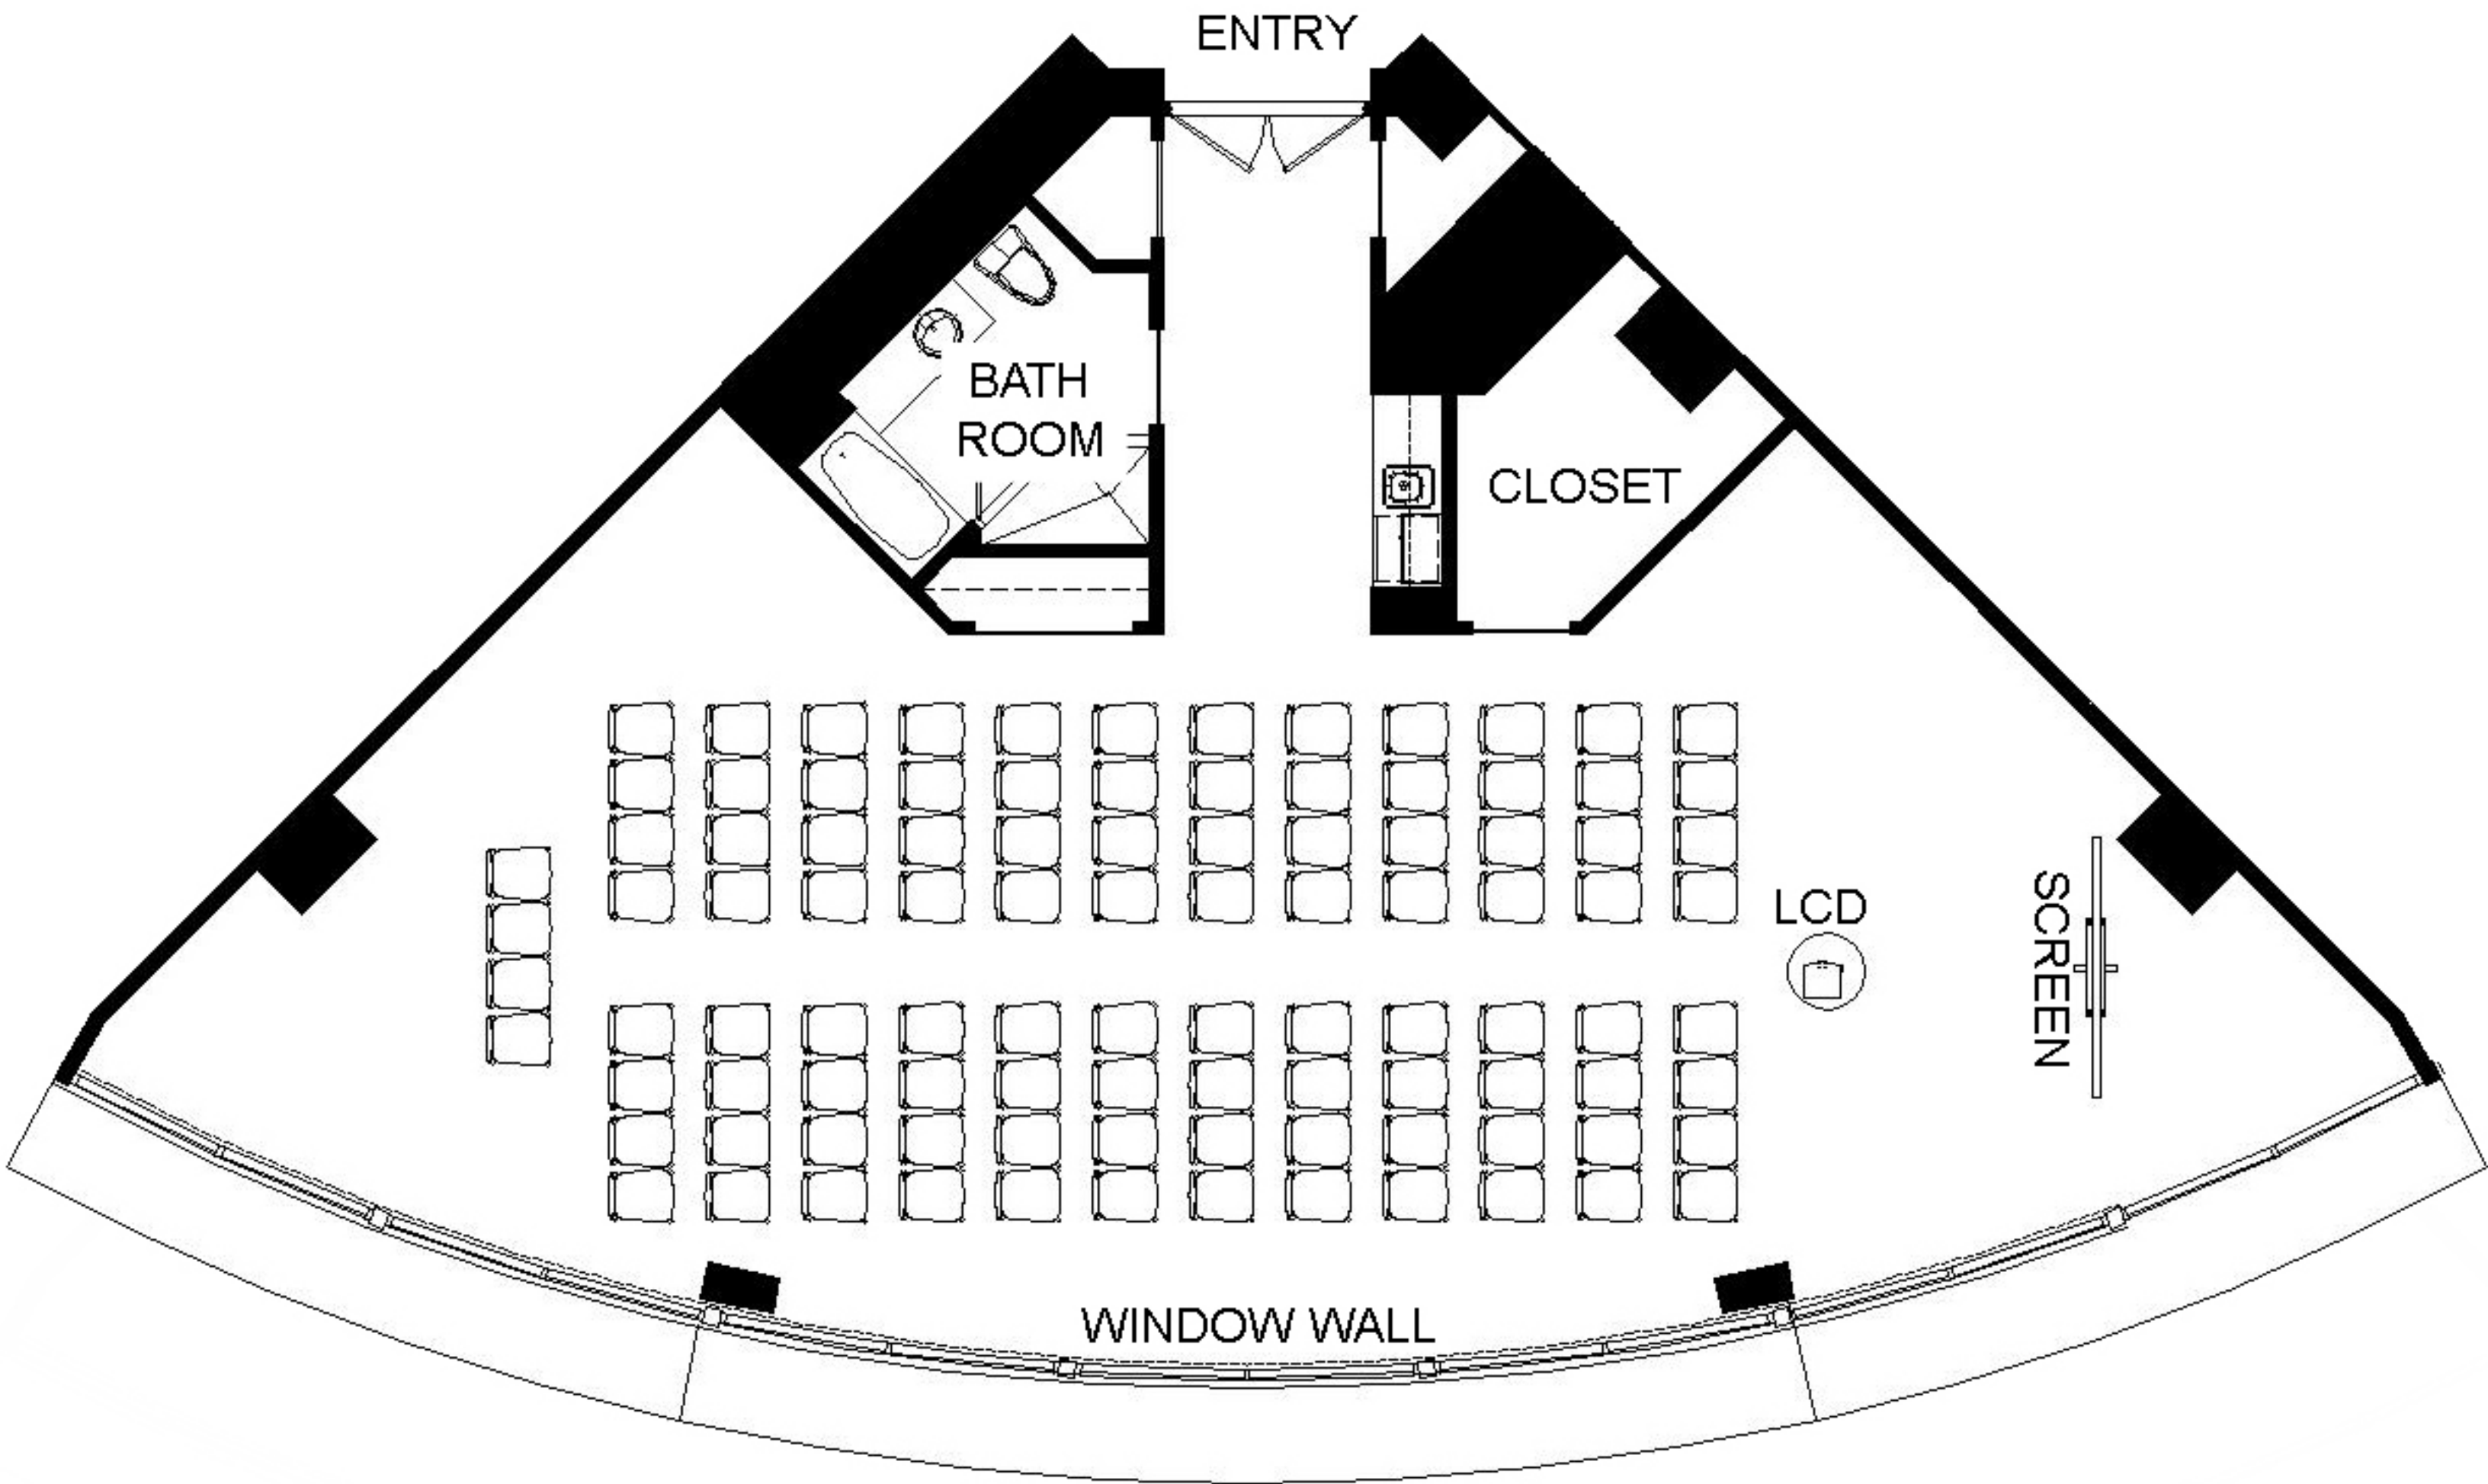 ENTRY
BATH
ROOM
CLOSET
LCD
SCREEN
WINDOW WALL